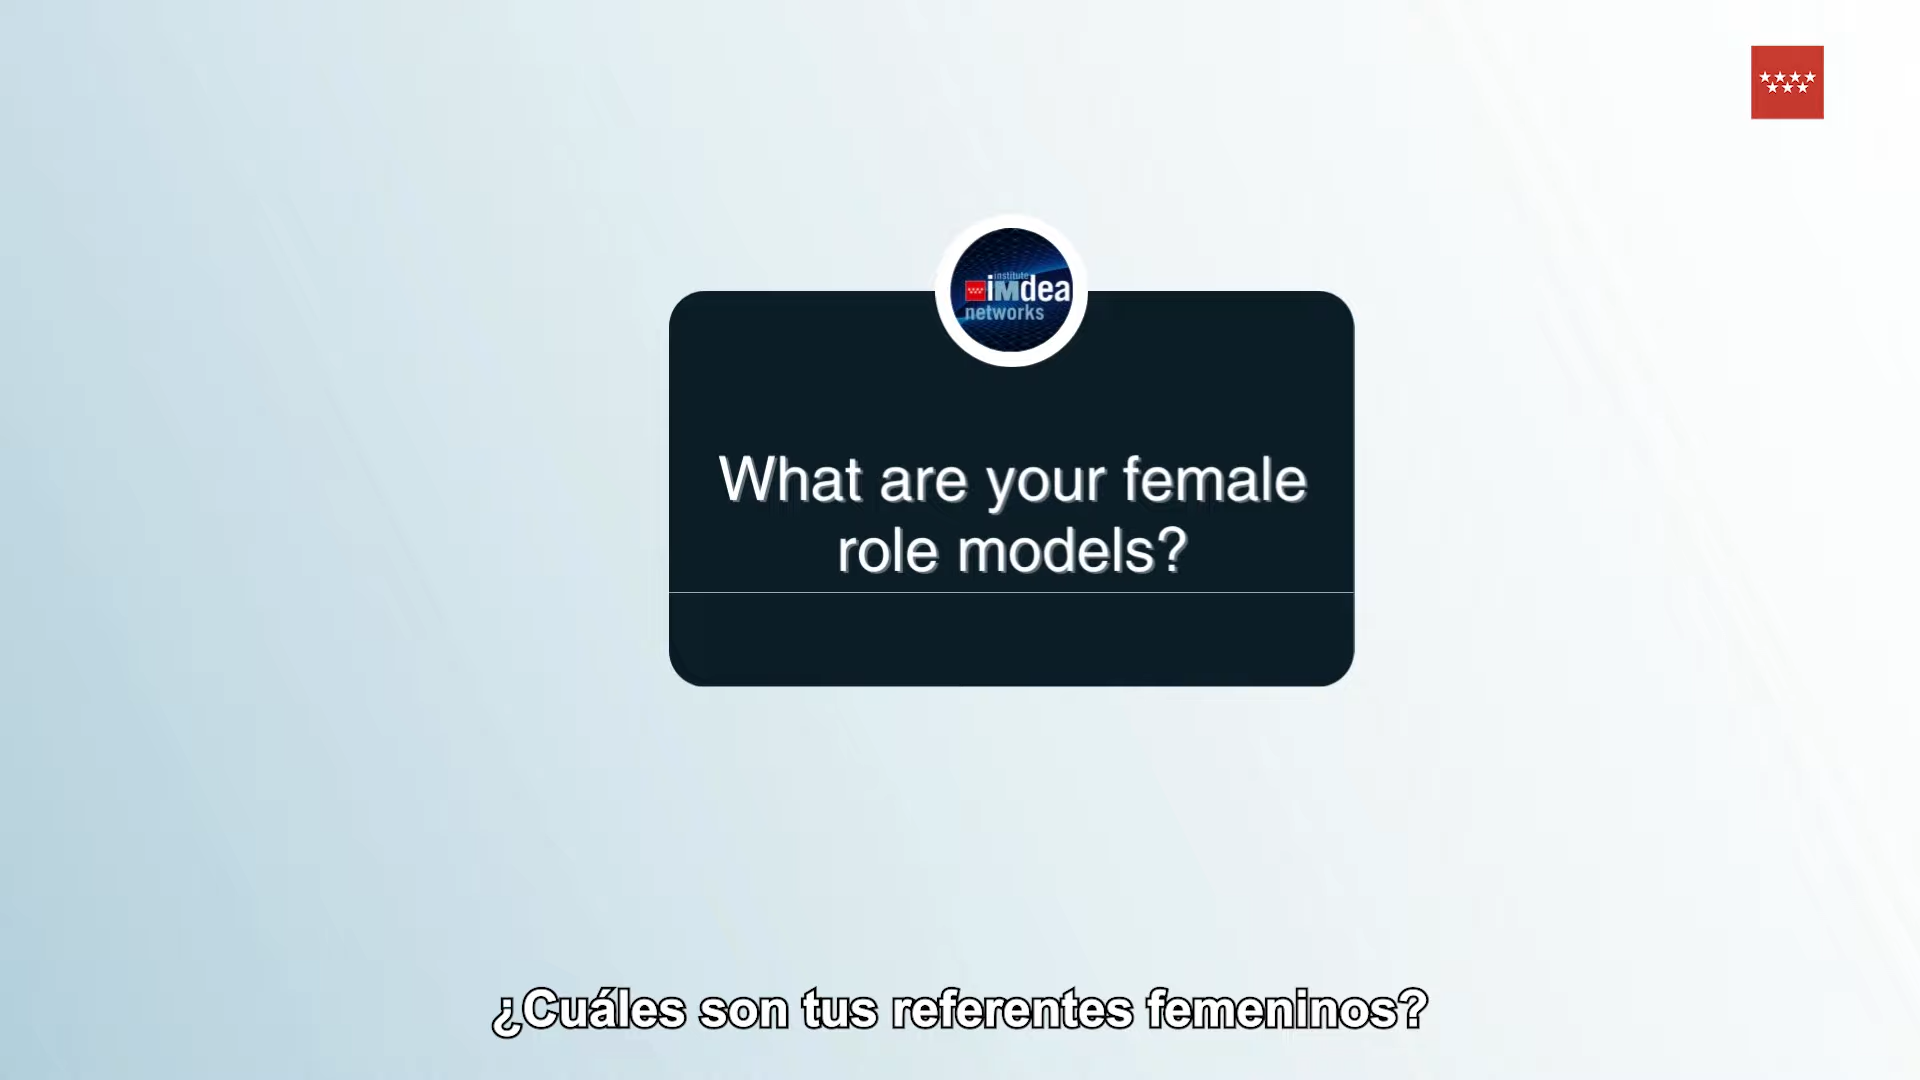 institute
iMdea
networks
What are your female
role models?
¿Cuáles son tus referentes femeninos?